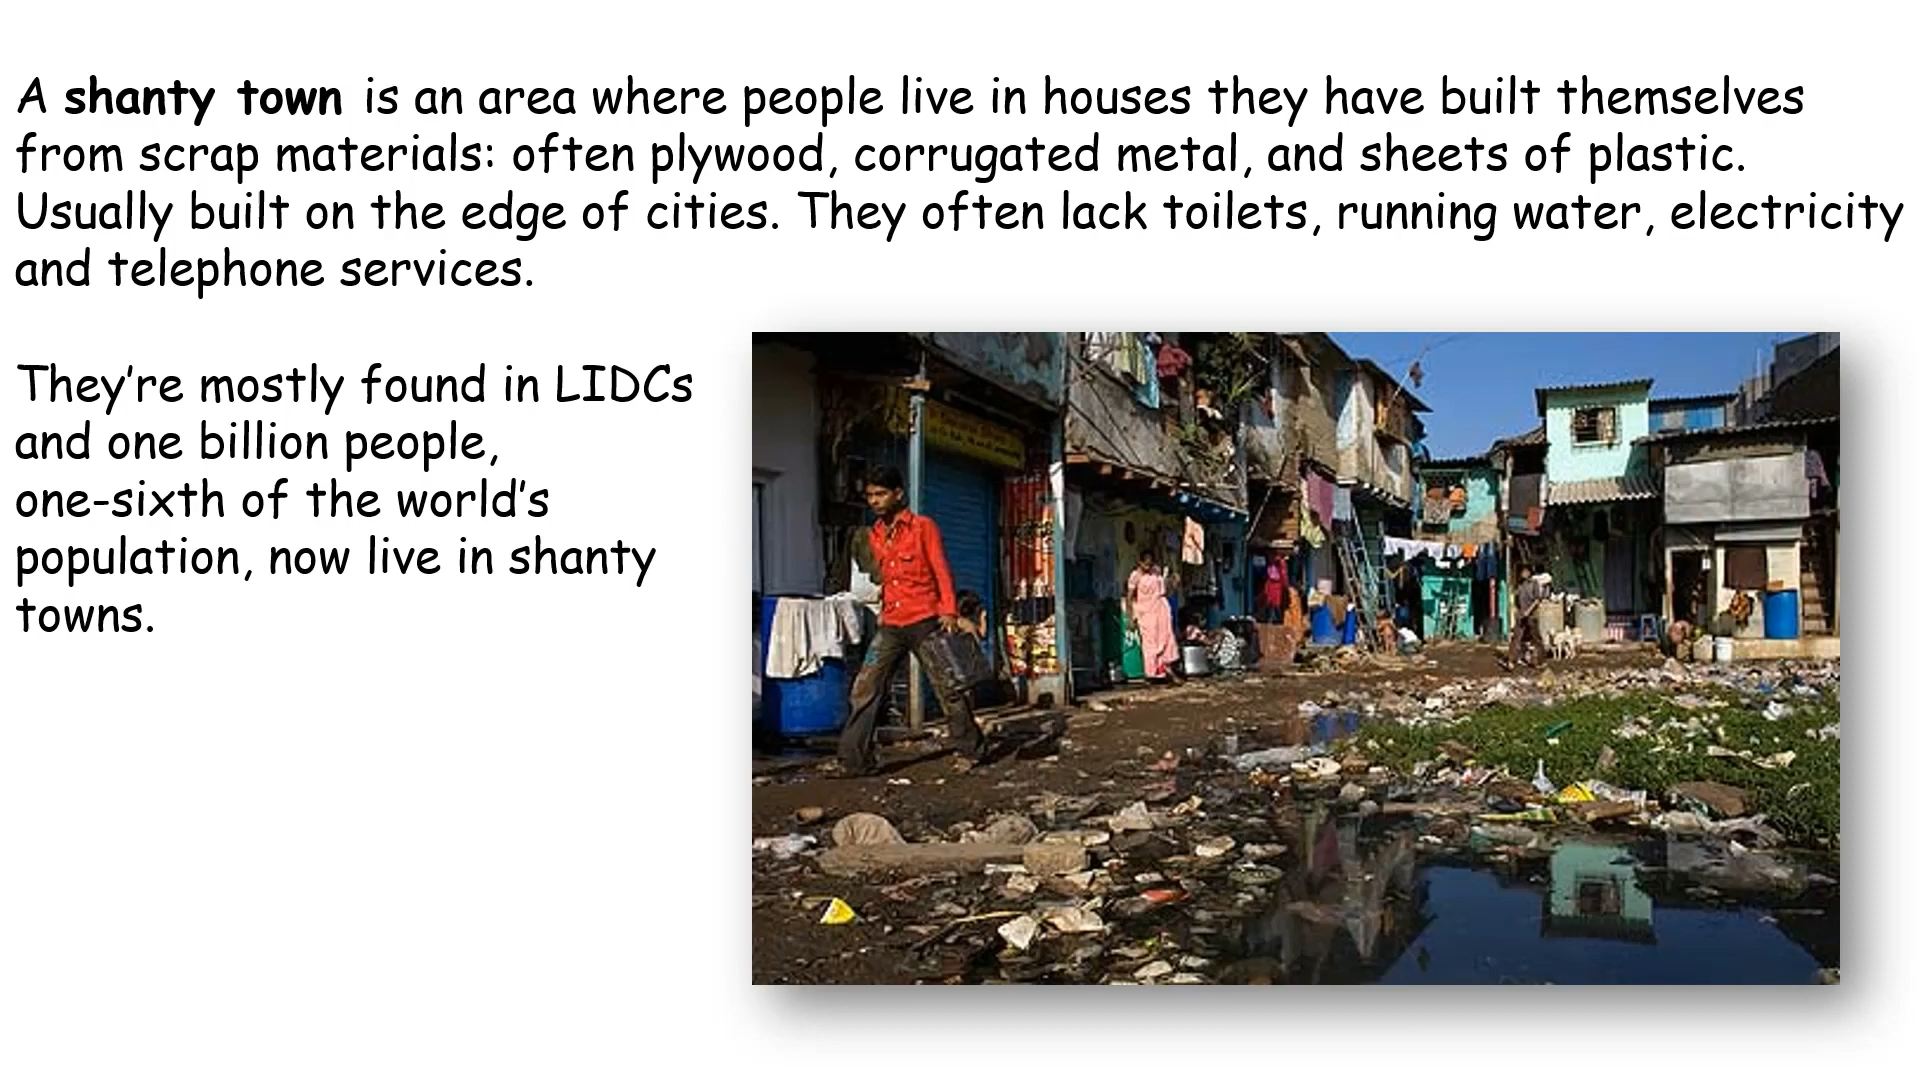 A shanty town is an area where people live in houses they have built themselves
from scrap materials: often plywood, corrugated metal, and sheets of plastic.
Usually built on the edge of cities. They often lack toilets, running water, electricity
and telephone services.
They’re mostly found in LIDCs
and one billion people,
one-sixth of the world’s
population, now live in shanty
towns.